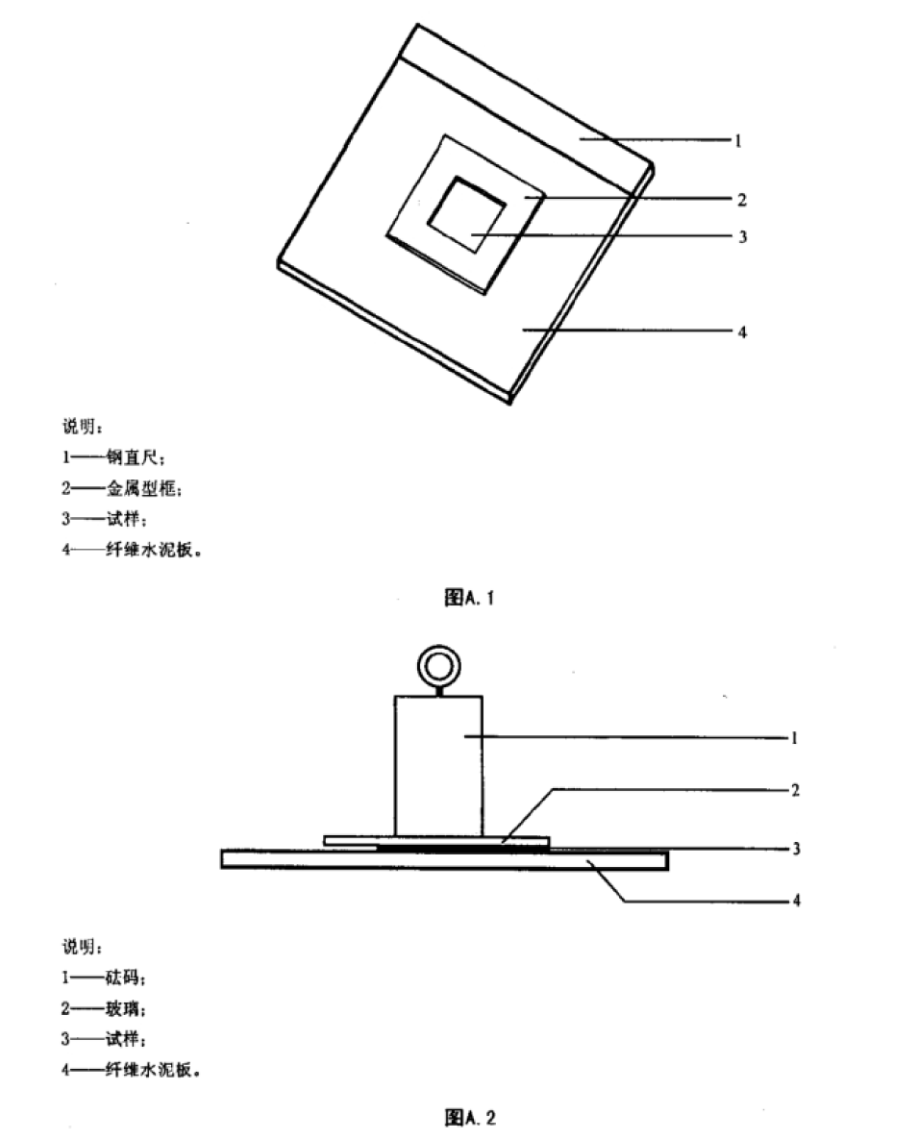 1
2
3
4
说明:
1——钢直尺;
2——金属型框;
3——试样;
4——纤维水泥板。
图A.1
1
2
3
4
说明:
1——砝码;
2——玻璃;
3——试样;
4——纤维水泥板。
图A.2